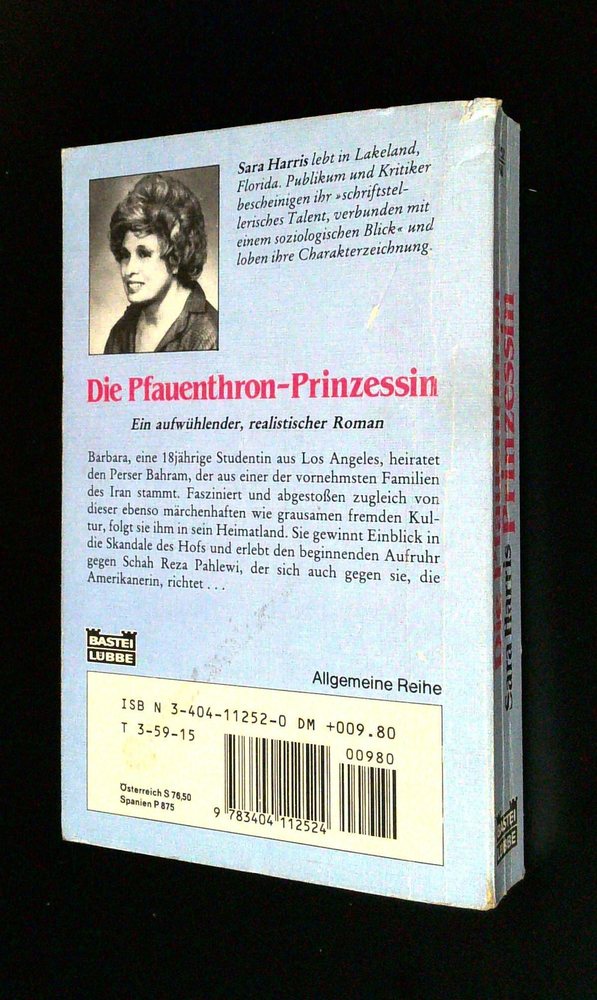 Sara Harris lebt in Lakeland,
Florida. Publikum und Kritiker
bescheinigen ihr »schriftstel-
lerisches Talent, verbunden mit
einem soziologischen Blick« und
loben ihre Charakterzeichnung.
Die Pfauenthron-Prinzessin
Ein aufwühlender, realistischer Roman
Barbara, eine 18jährige Studentin aus Los Angeles, heiratet
den Perser Bahram, der aus einer der vornehmsten Familien
des Iran stammt. Fasziniert und abgestoßen zugleich von
dieser ebenso märchenhaften wie grausamen fremden Kul-
tur, folgt sie ihm in sein Heimatland. Sie gewinnt Einblick in
die Skandale des Hofs und erlebt den beginnenden Aufruhr
gegen Schah Reza Pahlewi, der sich auch gegen sie, die
Amerikanerin, richtet . . .
BASTEI
LÜBBE
Allgemeine Reihe
ISB N 3-404-11252-0 DM +009.80
T 3-59-15
00980
Österreich S 76,50
Spanien P 875
9 783404 112524
Prinzessin
Sara Harris
BASTEI
LÜBBE